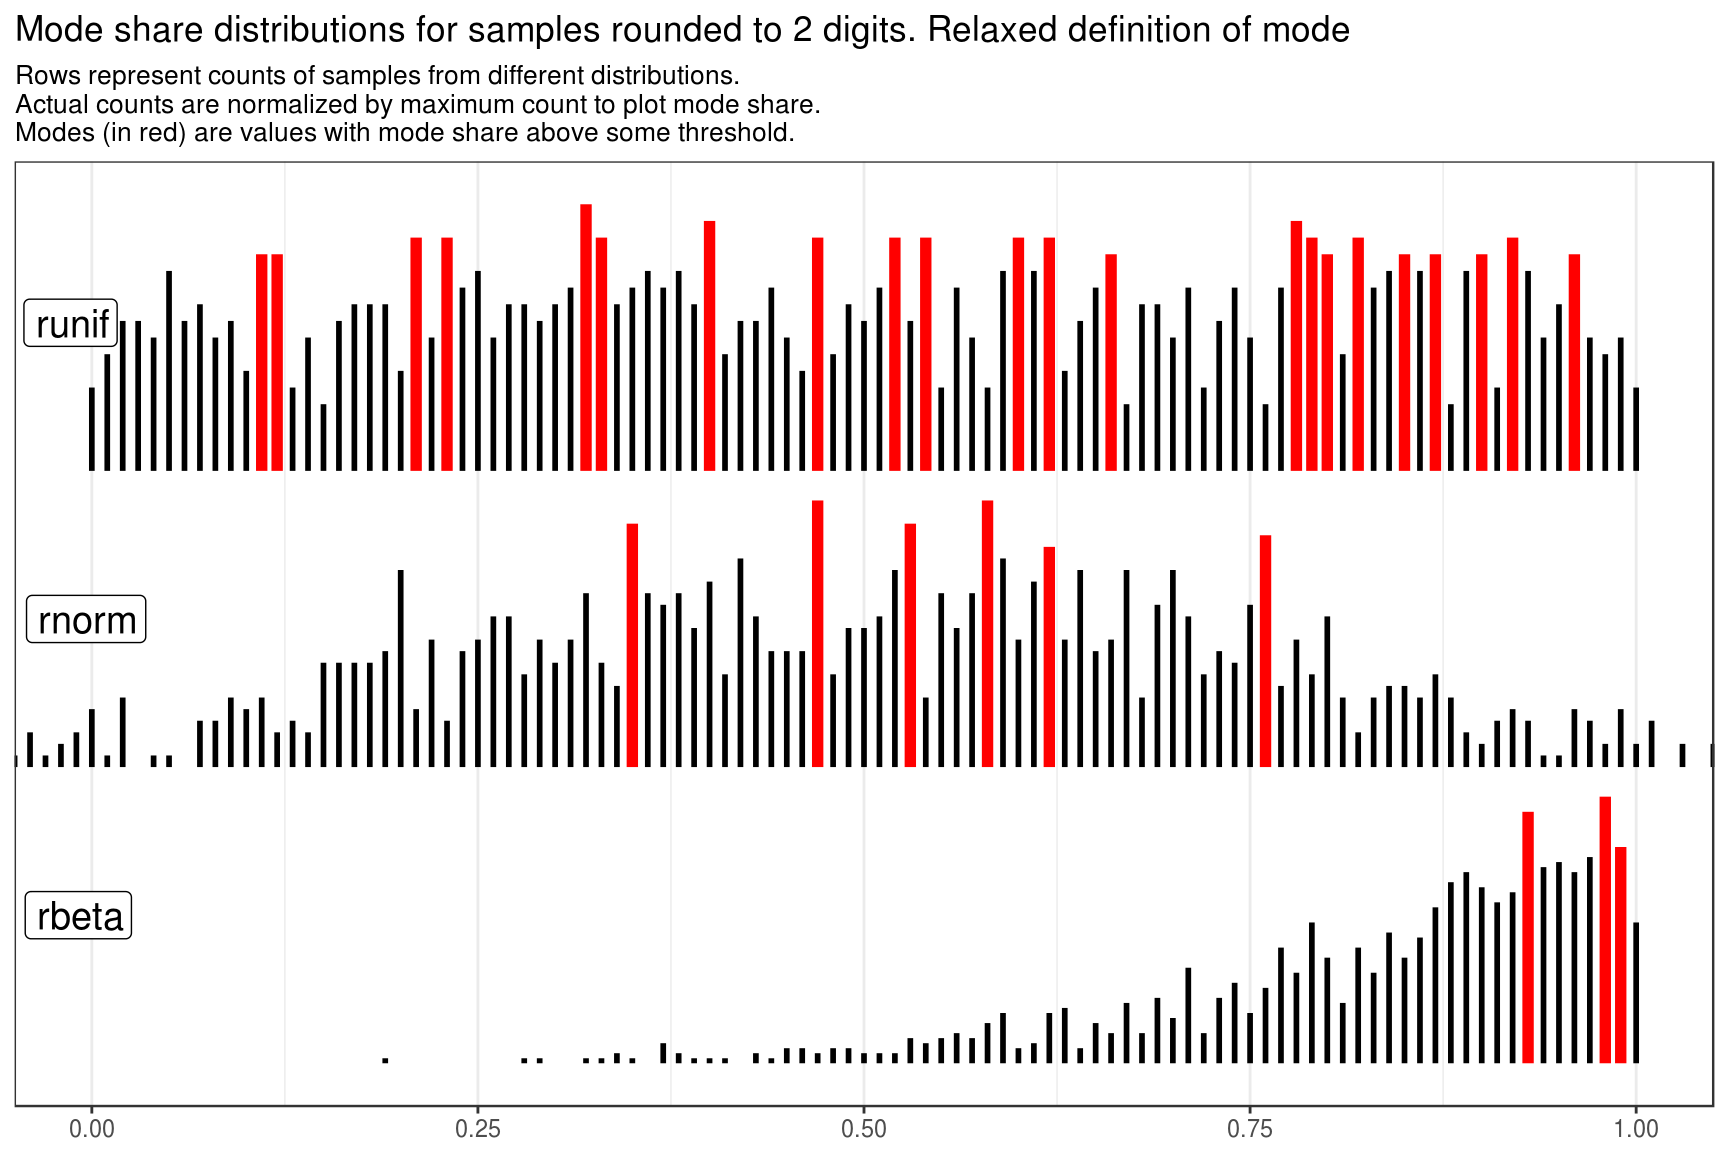 Mode share distributions for samples rounded to 2 digits. Relaxed definition of mode
Rows represent counts of samples from different distributions.
Actual counts are normalized by maximum count to plot mode share.
Modes (in red) are values with mode share above some threshold.
runif
rnorm
rbeta
0.00 0.25 0.50 0.75 1.00